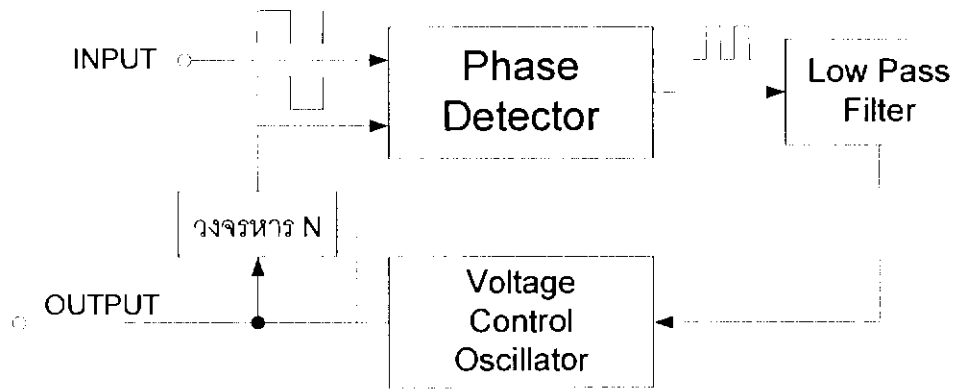 INPUT
Phase
Detector
Low Pass
Filter
วงจรหาร N
OUTPUT
Voltage
Control
Oscillator